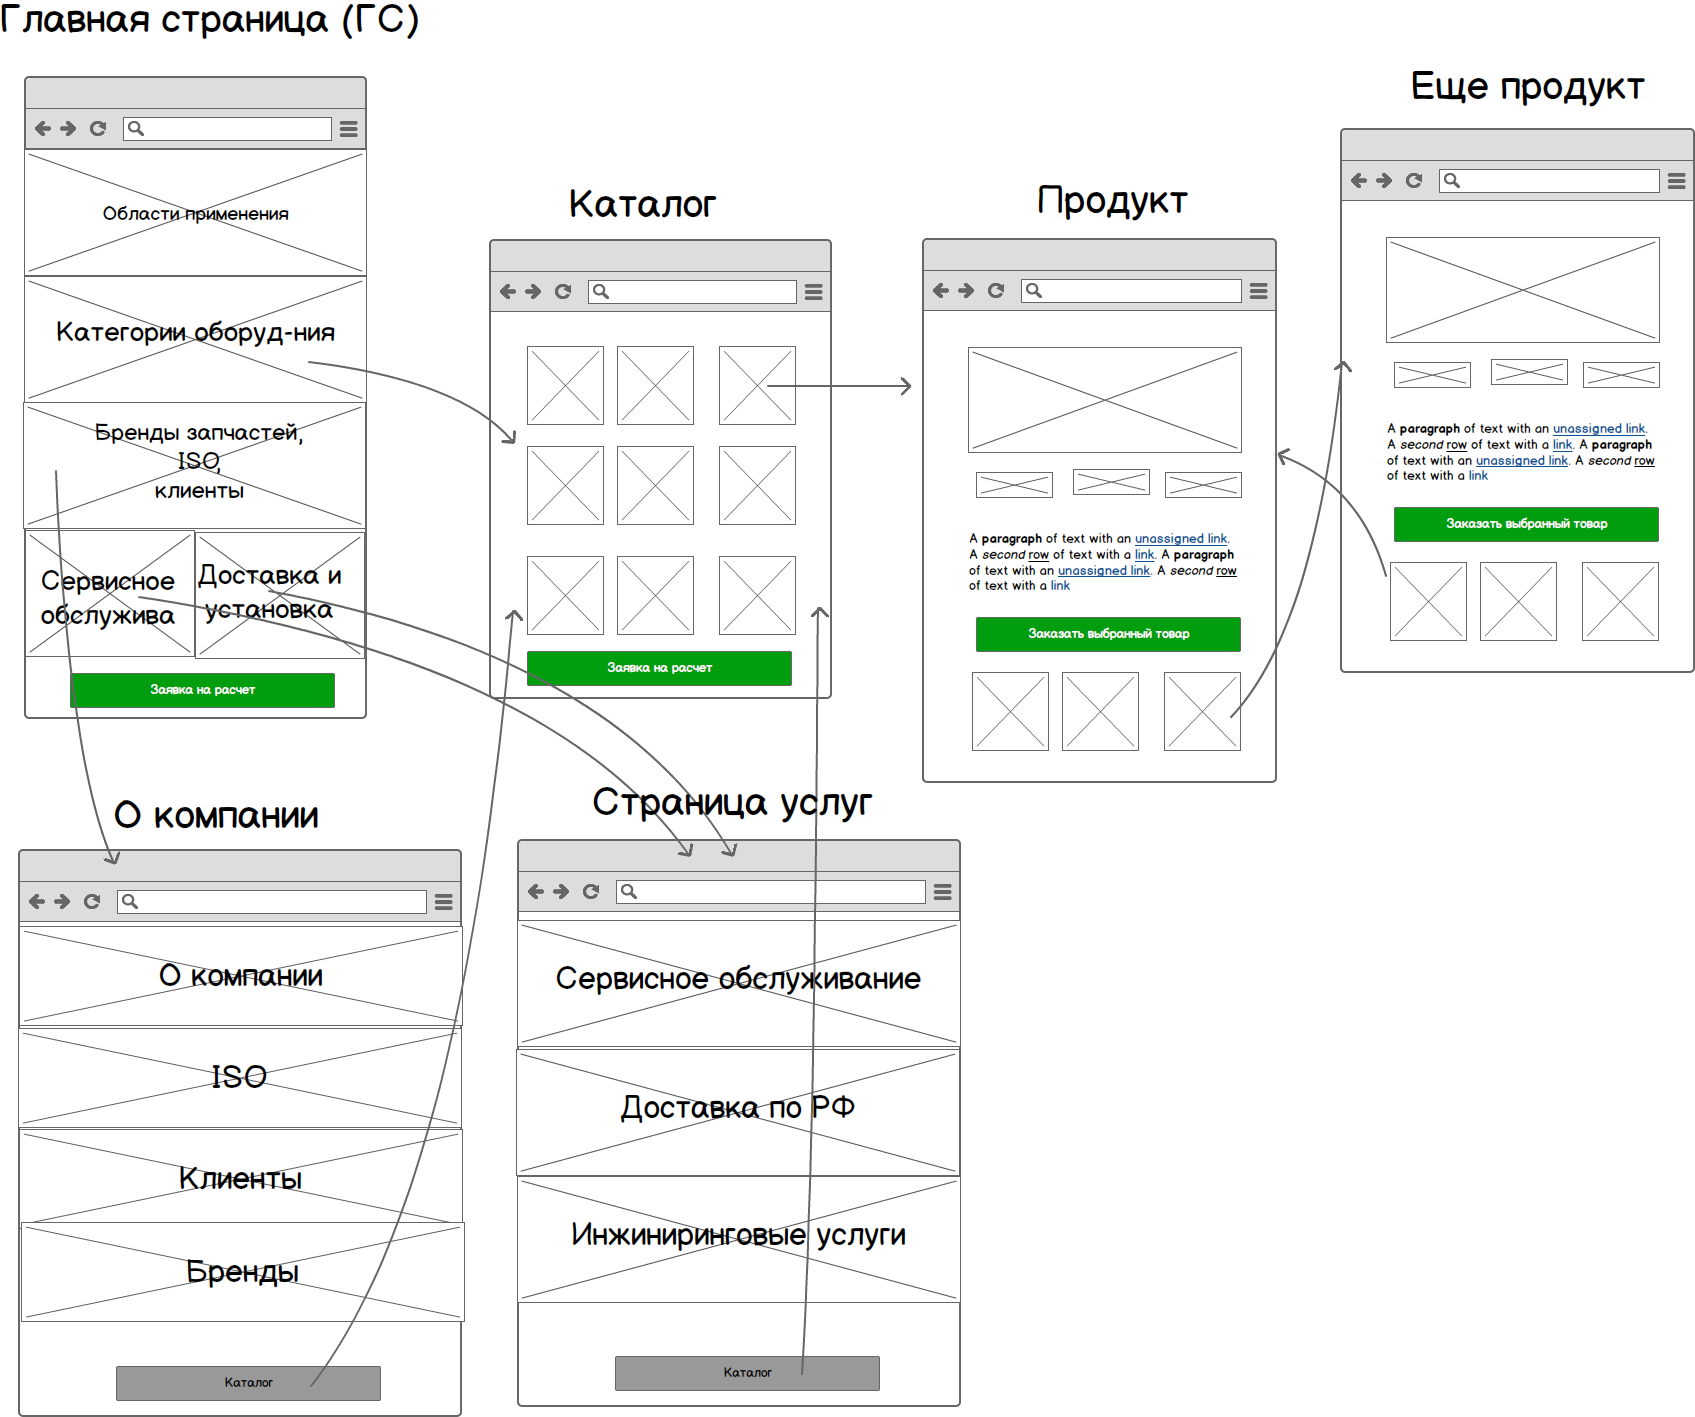 Главная страница (ГС)
Области применения
Категории оборуд-ния
Бренды запчастей,
ISO,
клиенты
Сервисное
обслужива
Доставка и
установка
Заявка на расчет
Каталог
Заявка на расчет
Продукт
A paragraph of text with an unassigned link.
A second row of text with a link. A paragraph
of text with an unassigned link. A second row
of text with a link
Заказать выбранный товар
Еще продукт
A paragraph of text with an unassigned link.
A second row of text with a link. A paragraph
of text with an unassigned link. A second row
of text with a link
Заказать выбранный товар
О компании
О компании
ISO
Клиенты
Бренды
Каталог
Страница услуг
Сервисное обслуживание
Доставка по РФ
Инжиниринговые услуги
Каталог